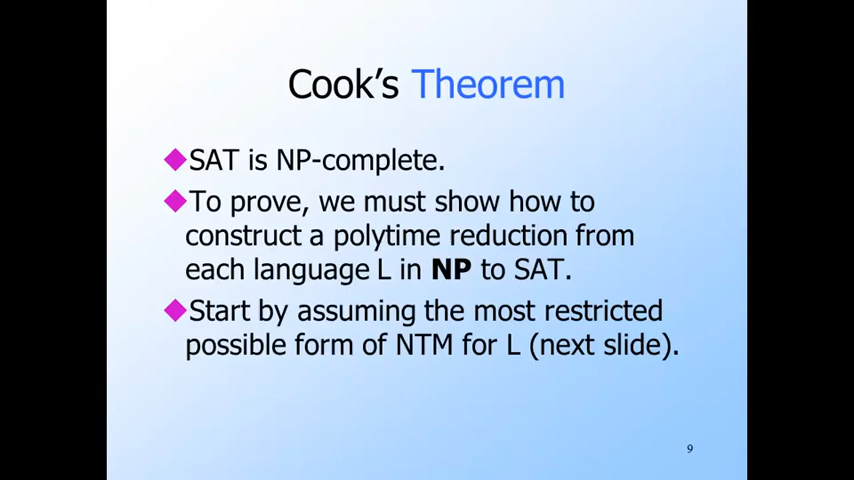 Cook's Theorem
SAT is NP-complete.
To prove, we must show how to
construct a polytime reduction from
each language L in NP to SAT.
Start by assuming the most restricted
possible form of NTM for L (next slide).
9